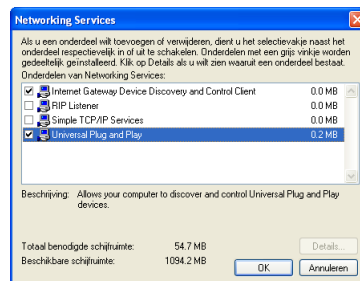 Networking Services
Als u een onderdeel wilt toevoegen of verwijderen, dient u het selectievakje naast het
onderdeel respectievelijk in of uit te schakelen. Onderdelen met een grijs vinkje worden
gedeeltelijk geïnstalleerd. Klik op Details als u wilt zien waaruit een onderdeel bestaat.
Onderdelen van Networking Services:
Internet Gateway Device Discovery and Control Client 0.0 MB
RIP Listener 0.0 MB
Simple TCP/IP Services 0.0 MB
Universal Plug and Play 0.2 MB
Beschrijving: Allows your computer to discover and control Universal Plug and Play
devices.
Totaal benodigde schijfruimte: 54.7 MB
Beschikbare schijfruimte: 1094.2 MB
Details...
OK
Annuleren